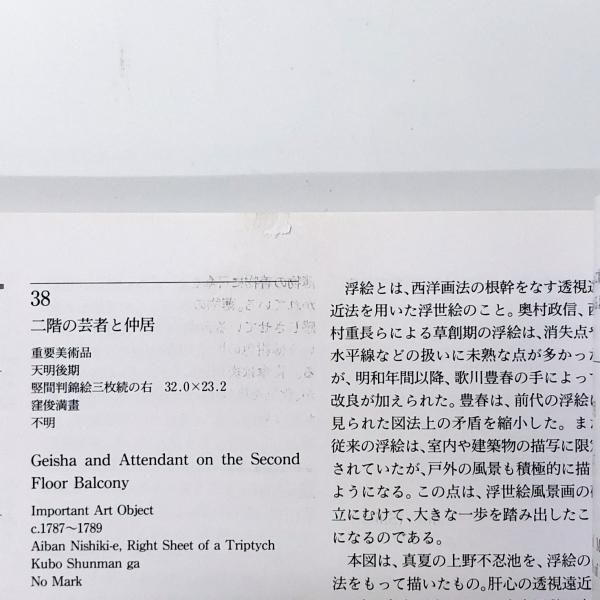 38
二階の芸者と仲居
重要美術品
天明後期
竪間判錦絵三枚続の右　32.0×23.2
窪俊満畫
不明
Geisha and Attendant on the Second
Floor Balcony
Important Art Object
c.1787〜1789
Aiban Nishiki-e, Right Sheet of a Triptych
Kubo Shunman ga
No Mark
浮絵とは、西洋画法の根幹をなす透視
近法を用いた浮世絵のこと。奥村政信、
村重長らによる草創期の浮絵は、消失点や
水平線などの扱いに未熟な点が多かっ
が、明和年間以降、歌川豊春の手によっ
改良が加えられた。豊春は、前代の浮絵に
見られた図法上の矛盾を縮小した。ま
従来の浮絵は、室内や建築物の描写に限
されていたが、戸外の風景も積極的に描
ようになる。この点は、浮世絵風景画の
立にむけて、大きな一歩を踏み出したこ
になるのである。
本図は、真夏の上野不忍池を、浮絵の
法をもって描いたもの。肝心の透視遠近